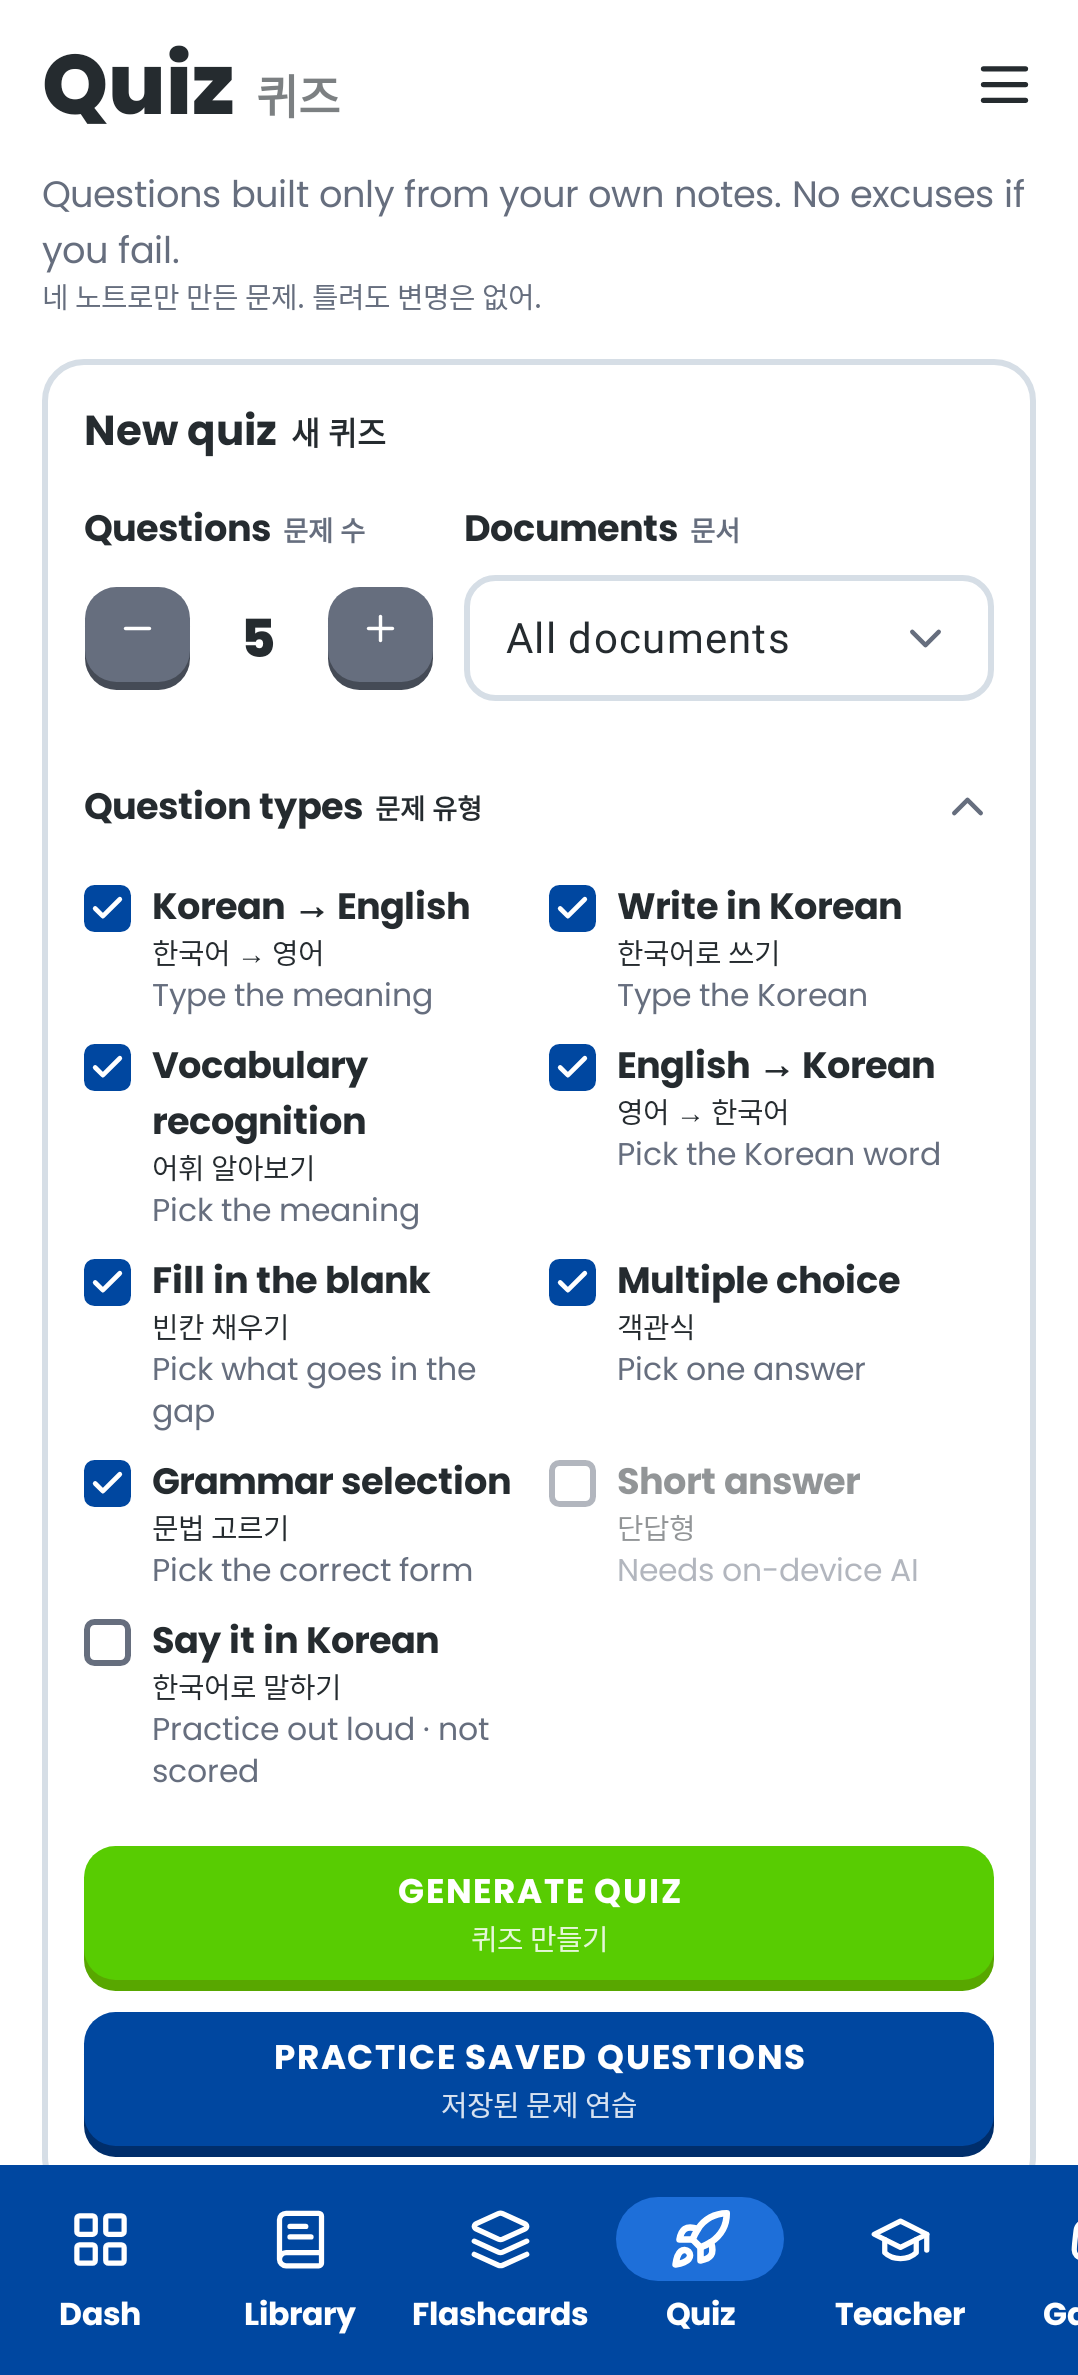 Quiz 퀴즈
Questions built only from your own notes. No excuses if
you fail.
네 노트로만 만든 문제. 틀려도 변명은 없어.
New quiz 새 퀴즈
Questions 문제 수
Documents 문서
5
All documents
Question types 문제 유형
Korean → English
한국어 → 영어
Type the meaning
Write in Korean
한국어로 쓰기
Type the Korean
Vocabulary
recognition
어휘 알아보기
Pick the meaning
English → Korean
영어 → 한국어
Pick the Korean word
Fill in the blank
빈칸 채우기
Pick what goes in the
gap
Multiple choice
객관식
Pick one answer
Grammar selection
문법 고르기
Pick the correct form
Short answer
단답형
Needs on-device AI
Say it in Korean
한국어로 말하기
Practice out loud · not
scored
GENERATE QUIZ
퀴즈 만들기
PRACTICE SAVED QUESTIONS
저장된 문제 연습
Dash
Library
Flashcards
Quiz
Teacher